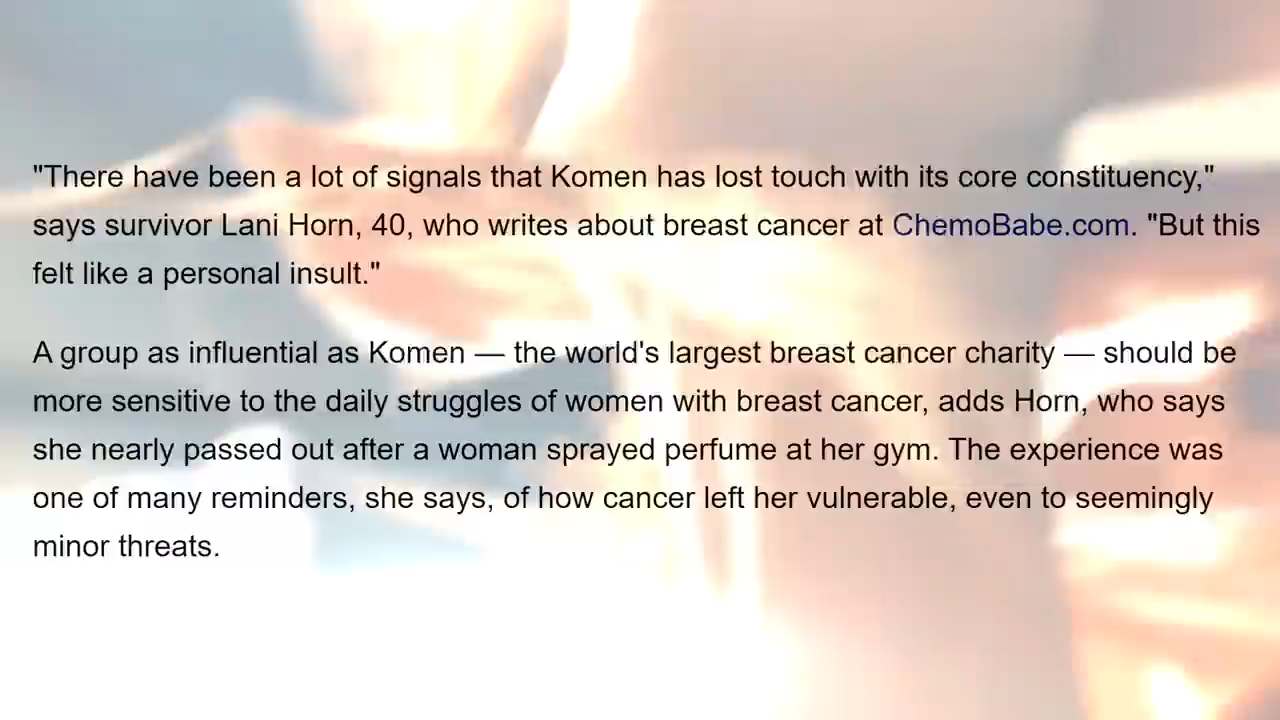 "There have been a lot of signals that Komen has lost touch with its core constituency,"
says survivor Lani Horn, 40, who writes about breast cancer at ChemoBabe.com. "But this
felt like a personal insult."
A group as influential as Komen — the world's largest breast cancer charity — should be
more sensitive to the daily struggles of women with breast cancer, adds Horn, who says
she nearly passed out after a woman sprayed perfume at her gym. The experience was
one of many reminders, she says, of how cancer left her vulnerable, even to seemingly
minor threats.